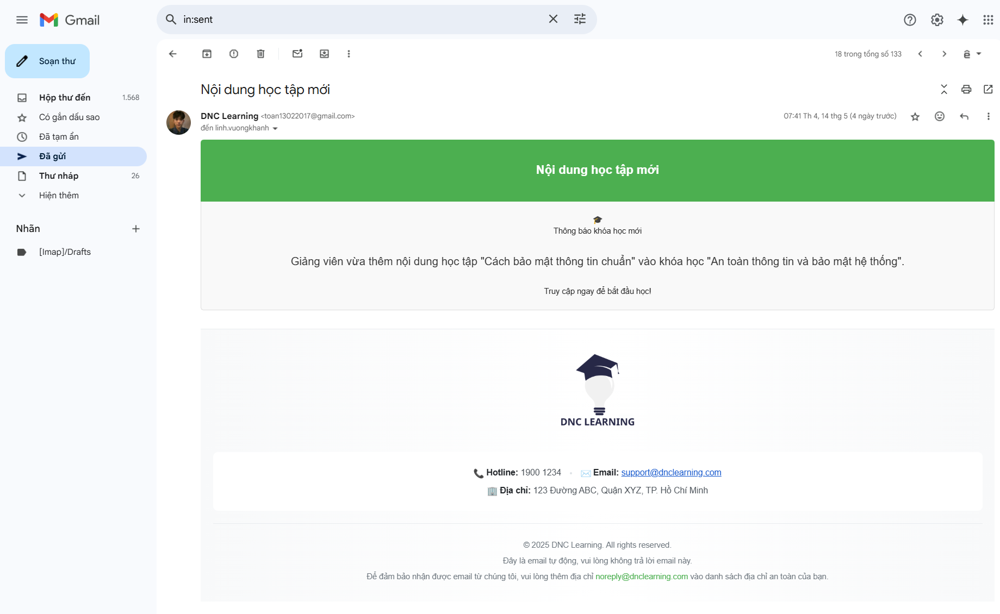 Gmail
in:sent
Soạn thư
18 trong tổng số 133
Hộp thư đến 1.568
Có gắn dấu sao
Đã tạm ẩn
Đã gửi
Thư nháp 26
Hiện thêm
Nhãn
[Imap]/Drafts
Nội dung học tập mới
DNC Learning <toan13022017@gmail.com>
07:41 Th 4, 14 thg 5 (4 ngày trước)
đến linh.vuongkhanh
Nội dung học tập mới
Thông báo khóa học mới
Giảng viên vừa thêm nội dung học tập "Cách bảo mật thông tin chuẩn" vào khóa học "An toàn thông tin và bảo mật hệ thống".
Truy cập ngay để bắt đầu học!
DNC LEARNING
Hotline: 1900 1234 • Email: support@dnclearning.com
Địa chỉ: 123 Đường ABC, Quận XYZ, TP. Hồ Chí Minh
© 2025 DNC Learning. All rights reserved.
Đây là email tự động, vui lòng không trả lời email này.
Để đảm bảo nhận được email từ chúng tôi, vui lòng thêm địa chỉ noreply@dnclearning.com vào danh sách địa chỉ an toàn của bạn.